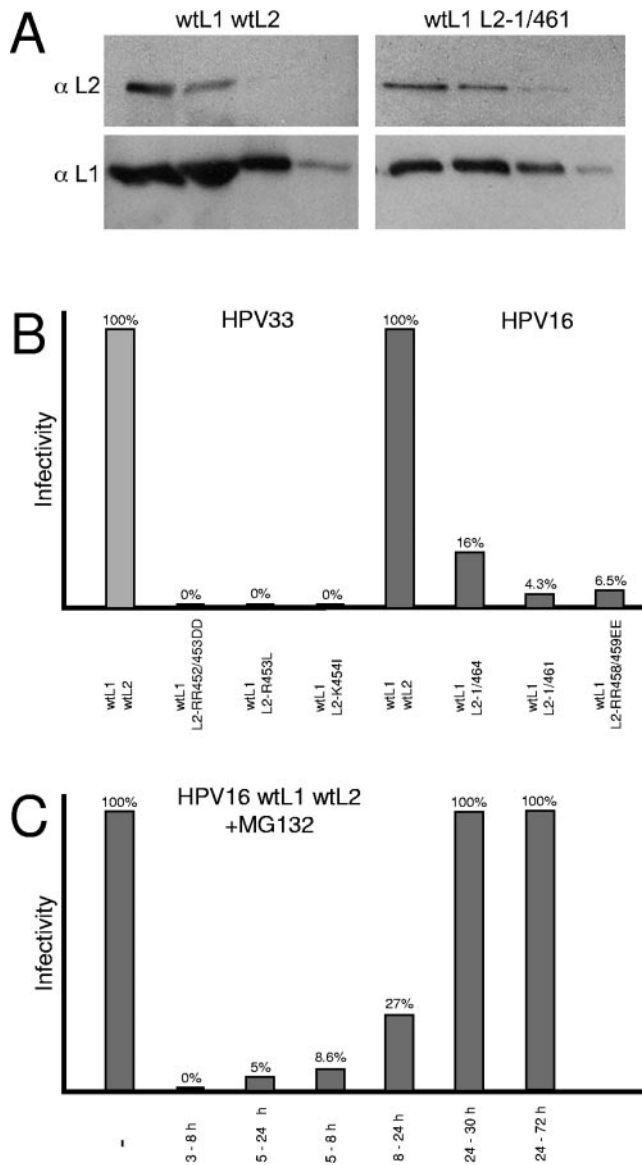 A
wtL1 wtL2
wtL1 L2-1/461
α L2
α L1
B
HPV33
HPV16
Infectivity
100%
0%
0%
0%
100%
16%
4.3%
6.5%
wtL1
wtL2
wtL1
L2-RR452/453DD
wtL1
L2-R453L
wtL1
L2-K454I
wtL1
wtL2
wtL1
L2-1/464
wtL1
L2-1/461
wtL1
L2-RR458/459EE
C
HPV16 wtL1 wtL2
+MG132
Infectivity
100%
0%
5%
8.6%
27%
100%
100%
-
3 - 8 h
5 - 24 h
5 - 8 h
8 - 24 h
24 - 30 h
24 - 72 h